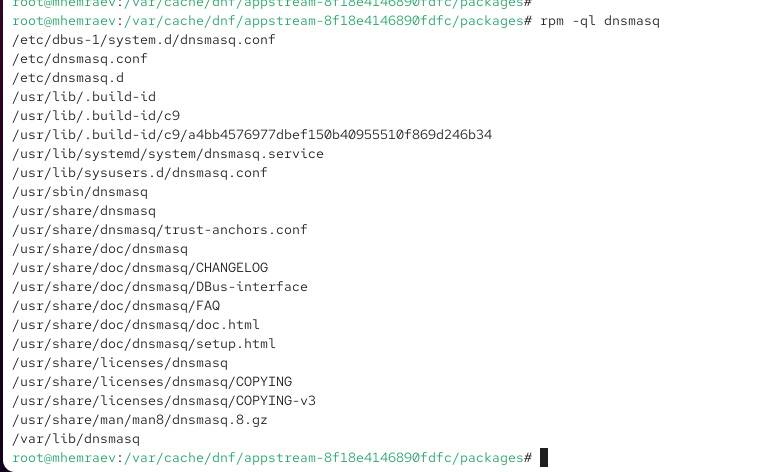 root@mhemraev:/var/cache/dnf/appstream-8f18e4146890fdfc/packages#
root@mhemraev:/var/cache/dnf/appstream-8f18e4146890fdfc/packages# rpm -ql dnsmasq
/etc/dbus-1/system.d/dnsmasq.conf
/etc/dnsmasq.conf
/etc/dnsmasq.d
/usr/lib/.build-id
/usr/lib/.build-id/c9
/usr/lib/.build-id/c9/a4bb4576977dbef150b40955510f869d246b34
/usr/lib/systemd/system/dnsmasq.service
/usr/lib/sysusers.d/dnsmasq.conf
/usr/sbin/dnsmasq
/usr/share/dnsmasq
/usr/share/dnsmasq/trust-anchors.conf
/usr/share/doc/dnsmasq
/usr/share/doc/dnsmasq/CHANGELOG
/usr/share/doc/dnsmasq/DBus-interface
/usr/share/doc/dnsmasq/FAQ
/usr/share/doc/dnsmasq/doc.html
/usr/share/doc/dnsmasq/setup.html
/usr/share/licenses/dnsmasq
/usr/share/licenses/dnsmasq/COPYING
/usr/share/licenses/dnsmasq/COPYING-v3
/usr/share/man/man8/dnsmasq.8.gz
/var/lib/dnsmasq
root@mhemraev:/var/cache/dnf/appstream-8f18e4146890fdfc/packages#